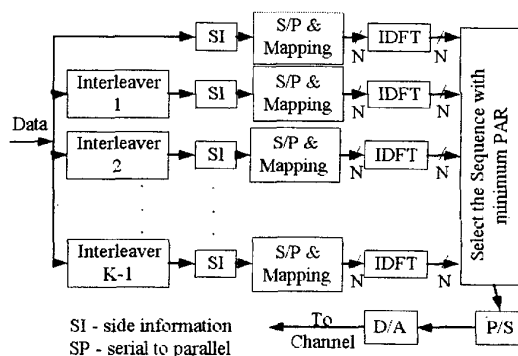 SI
S/P &
Mapping
N
IDFT
N
Interleaver
1
SI
S/P &
Mapping
N
IDFT
N
Data
Interleaver
2
SI
S/P &
Mapping
N
IDFT
N
Interleaver
K-1
SI
S/P &
Mapping
N
IDFT
N
Select the Sequence with
minimum PAR
SI - side information
SP - serial to parallel
To
Channel
D/A
P/S